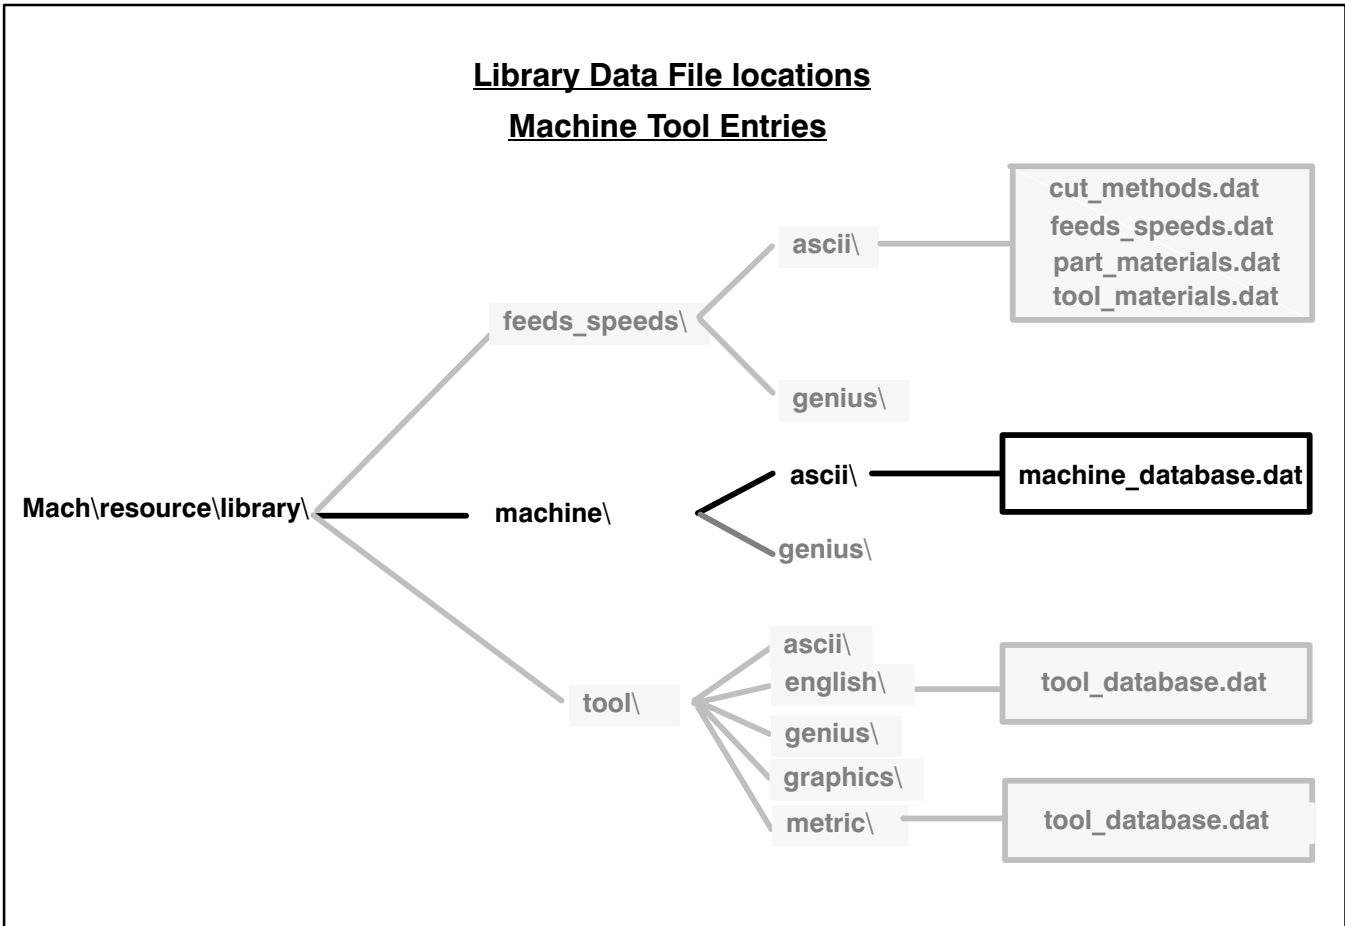 Library Data File locations
Machine Tool Entries
cut_methods.dat
feeds_speeds.dat
part_materials.dat
tool_materials.dat
ascii\
feeds_speeds\
genius\
Mach\resource\library\
machine\
ascii\
machine_database.dat
genius\
tool\
ascii\
english\
tool_database.dat
genius\
graphics\
metric\
tool_database.dat